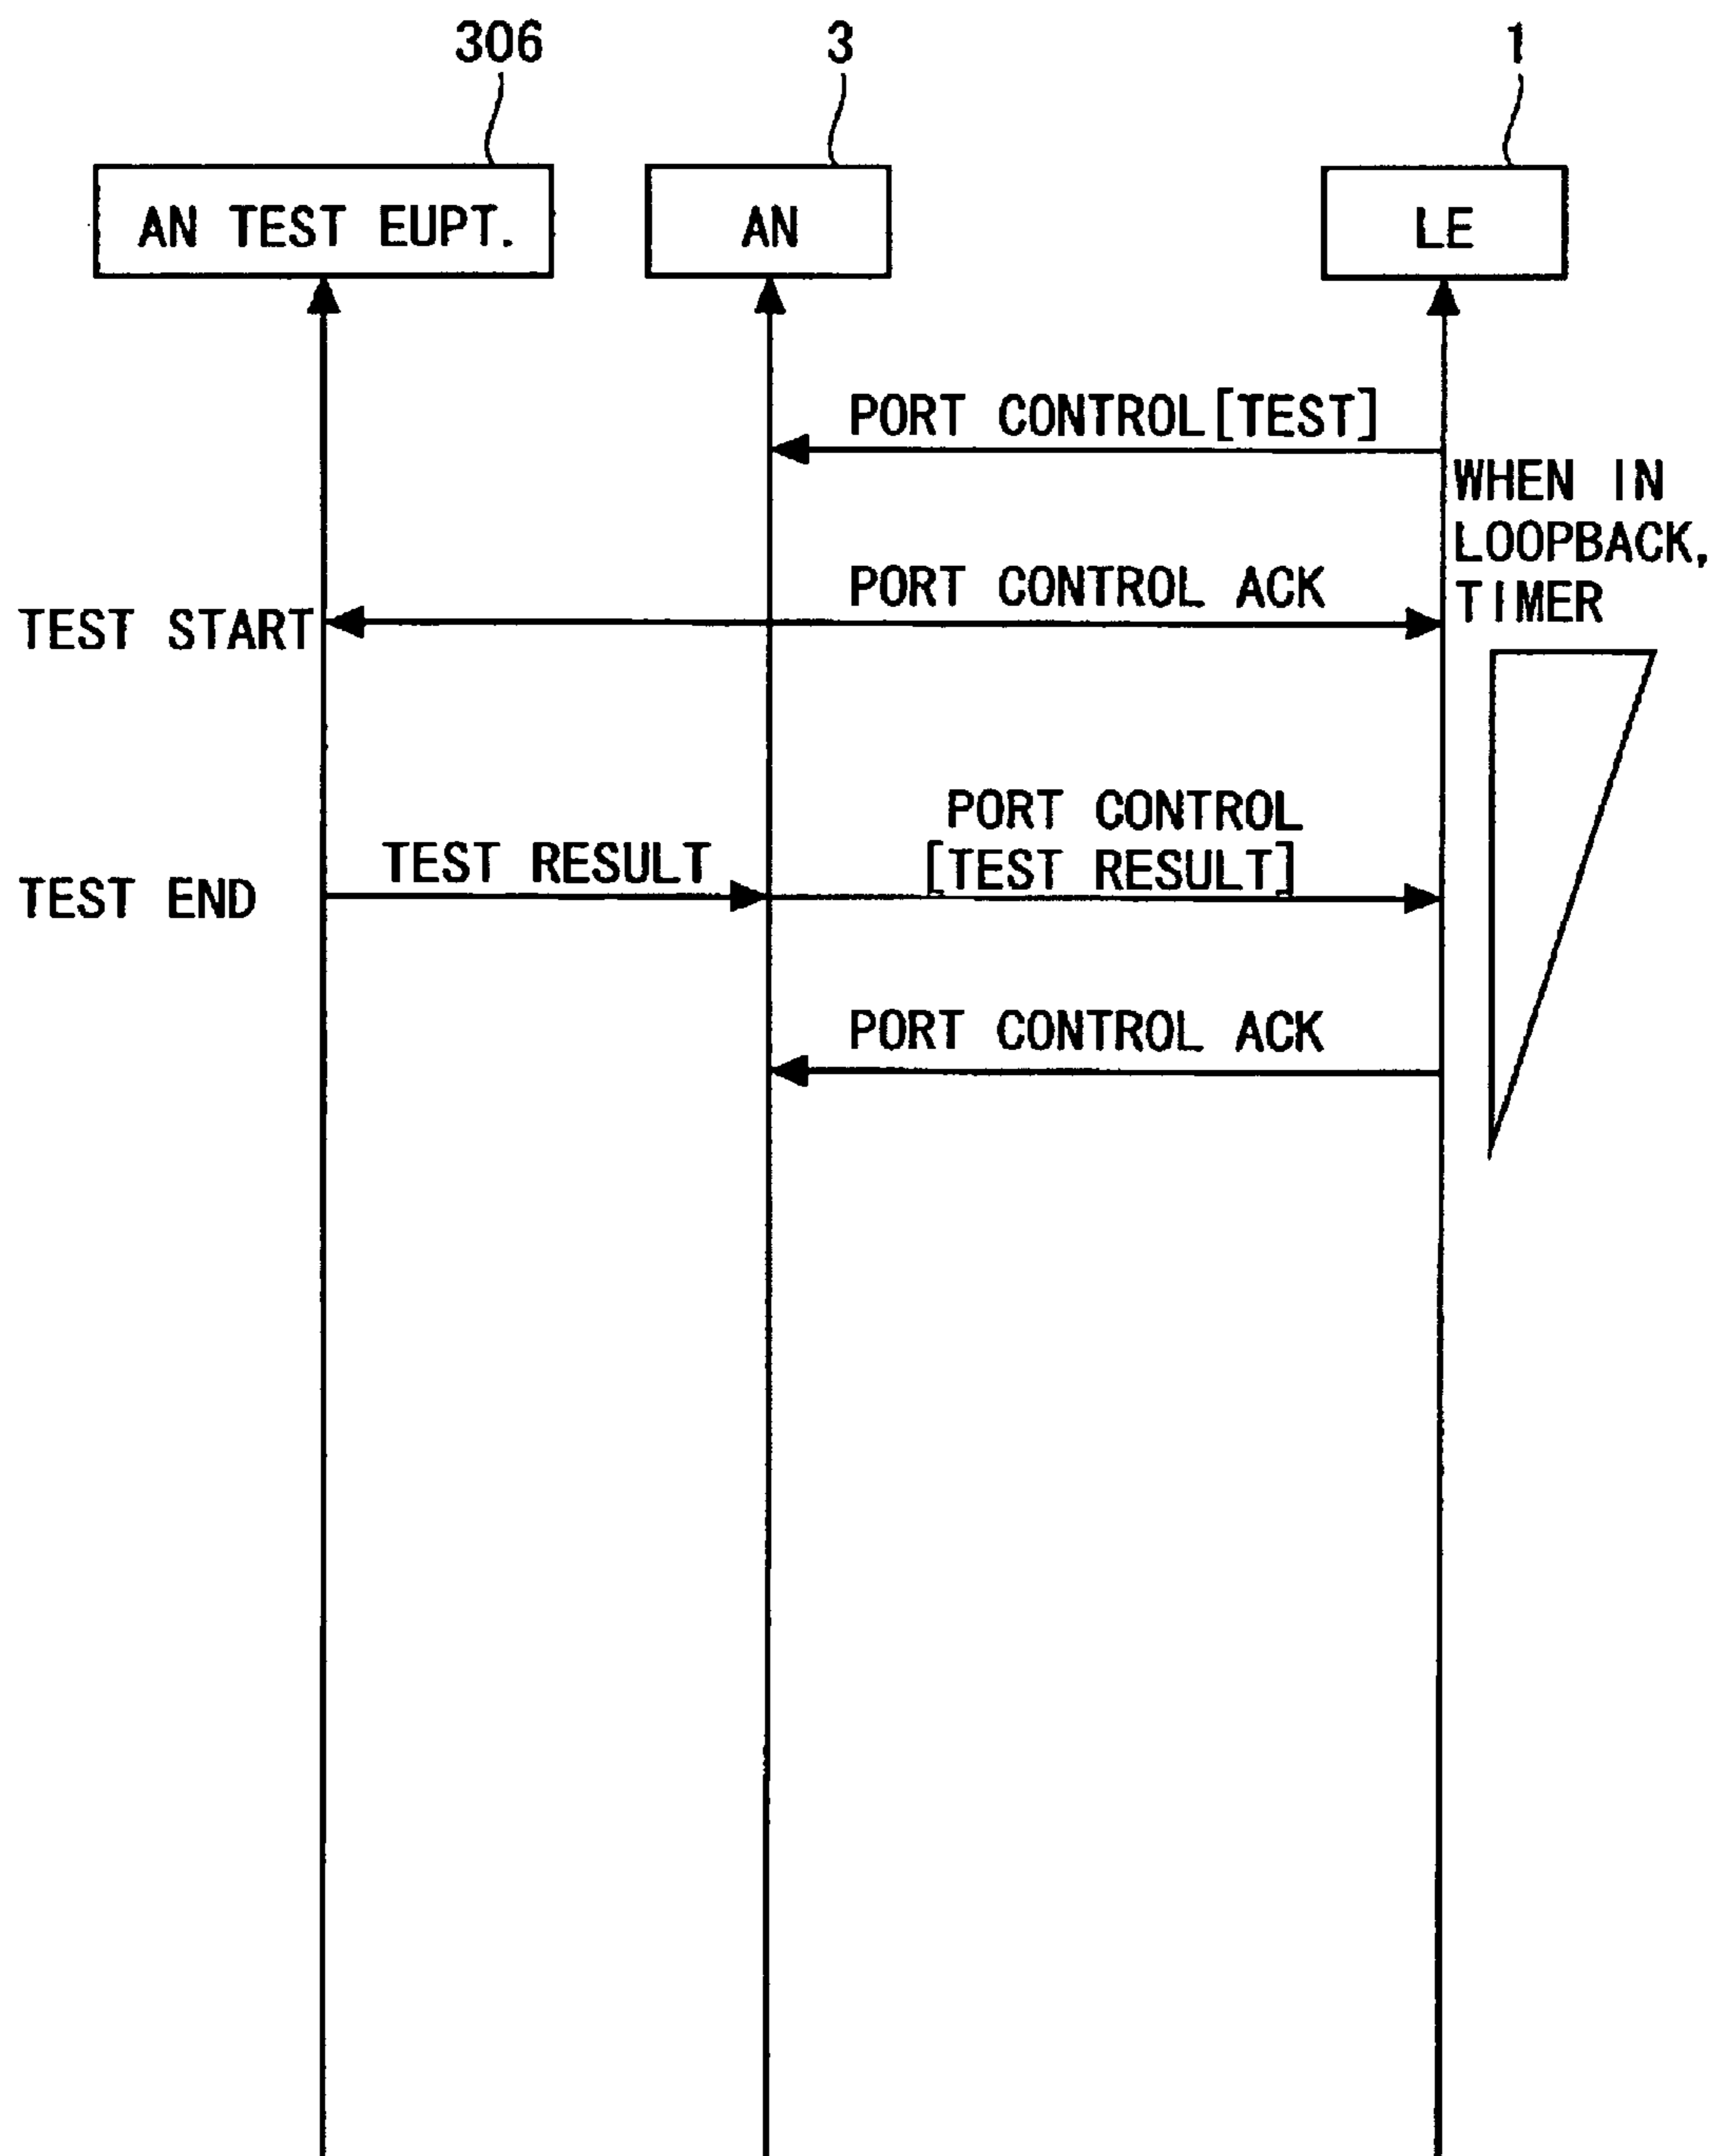 306
3
1
AN TEST EUPT.
AN
LE
PORT CONTROL[TEST]
WHEN IN
LOOPBACK,
TIMER
PORT CONTROL ACK
TEST START
PORT CONTROL
[TEST RESULT]
TEST RESULT
TEST END
PORT CONTROL ACK